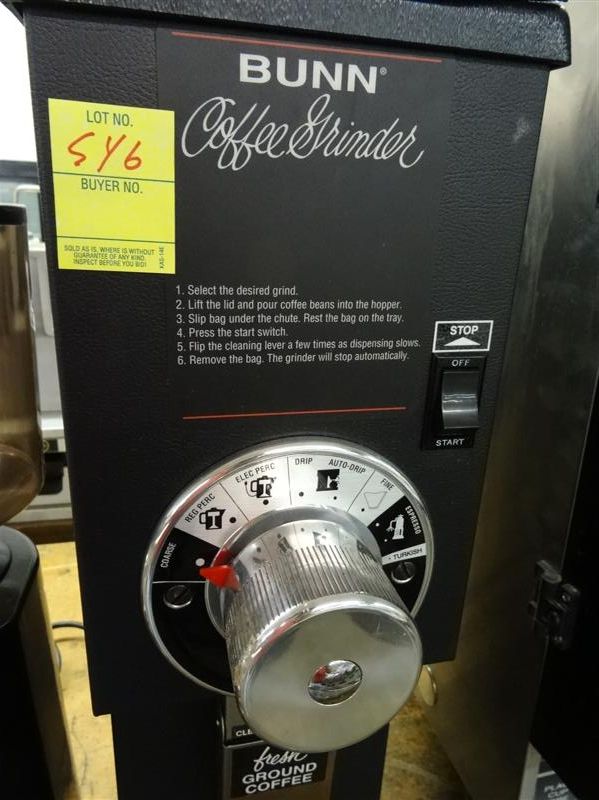 BUNN®
Coffee Grinder
LOT NO.
546
BUYER NO.
SOLD AS IS, WHERE IS WITHOUT
GUARANTEE OF ANY KIND.
INSPECT BEFORE YOU BID!
1. Select the desired grind.
2. Lift the lid and pour coffee beans into the hopper.
3. Slip bag under the chute. Rest the bag on the tray.
4. Press the start switch.
5. Flip the cleaning lever a few times as dispensing slows.
6. Remove the bag. The grinder will stop automatically.
STOP
OFF
START
COARSE
REG PERC
ELEC PERC
DRIP
AUTO-DRIP
FINE
ESPRESSO
TURKISH
CLE
fresh
GROUND
COFFEE